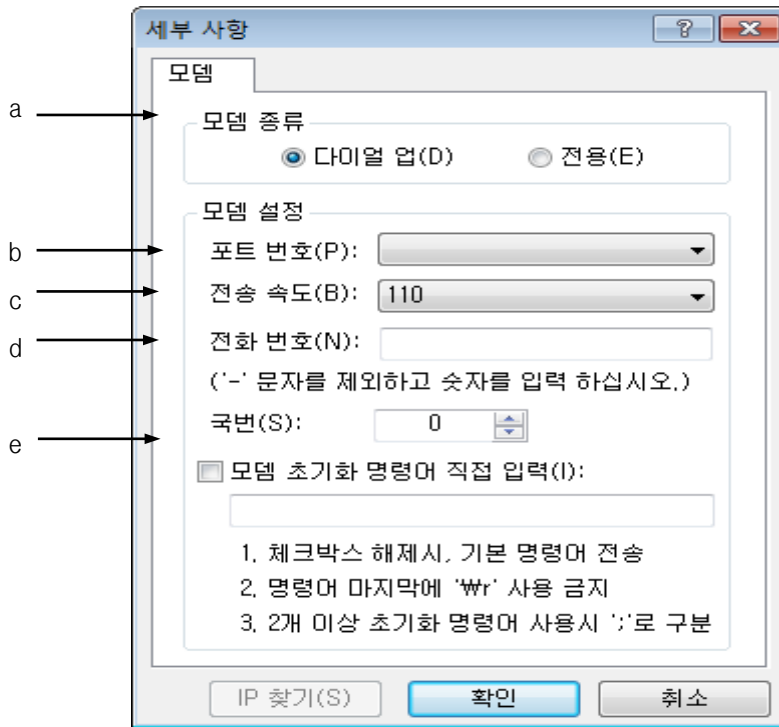 세부 사항
모뎀
a
모뎀 종류
다이얼 업(D) 전용(E)
모뎀 설정
b
포트 번호(P):
c
전송 속도(B): 110
d
전화 번호(N):
('-' 문자를 제외하고 숫자를 입력 하십시오.)
국번(S): 0
e
모뎀 초기화 명령어 직접 입력(I):
1. 체크박스 해제시, 기본 명령어 전송
2. 명령어 마지막에 '₩r' 사용 금지
3. 2개 이상 초기화 명령어 사용시 ';'로 구분
IP 찾기(S) 확인 취소